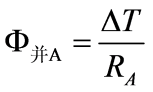 Φ并A = ΔT / R_A